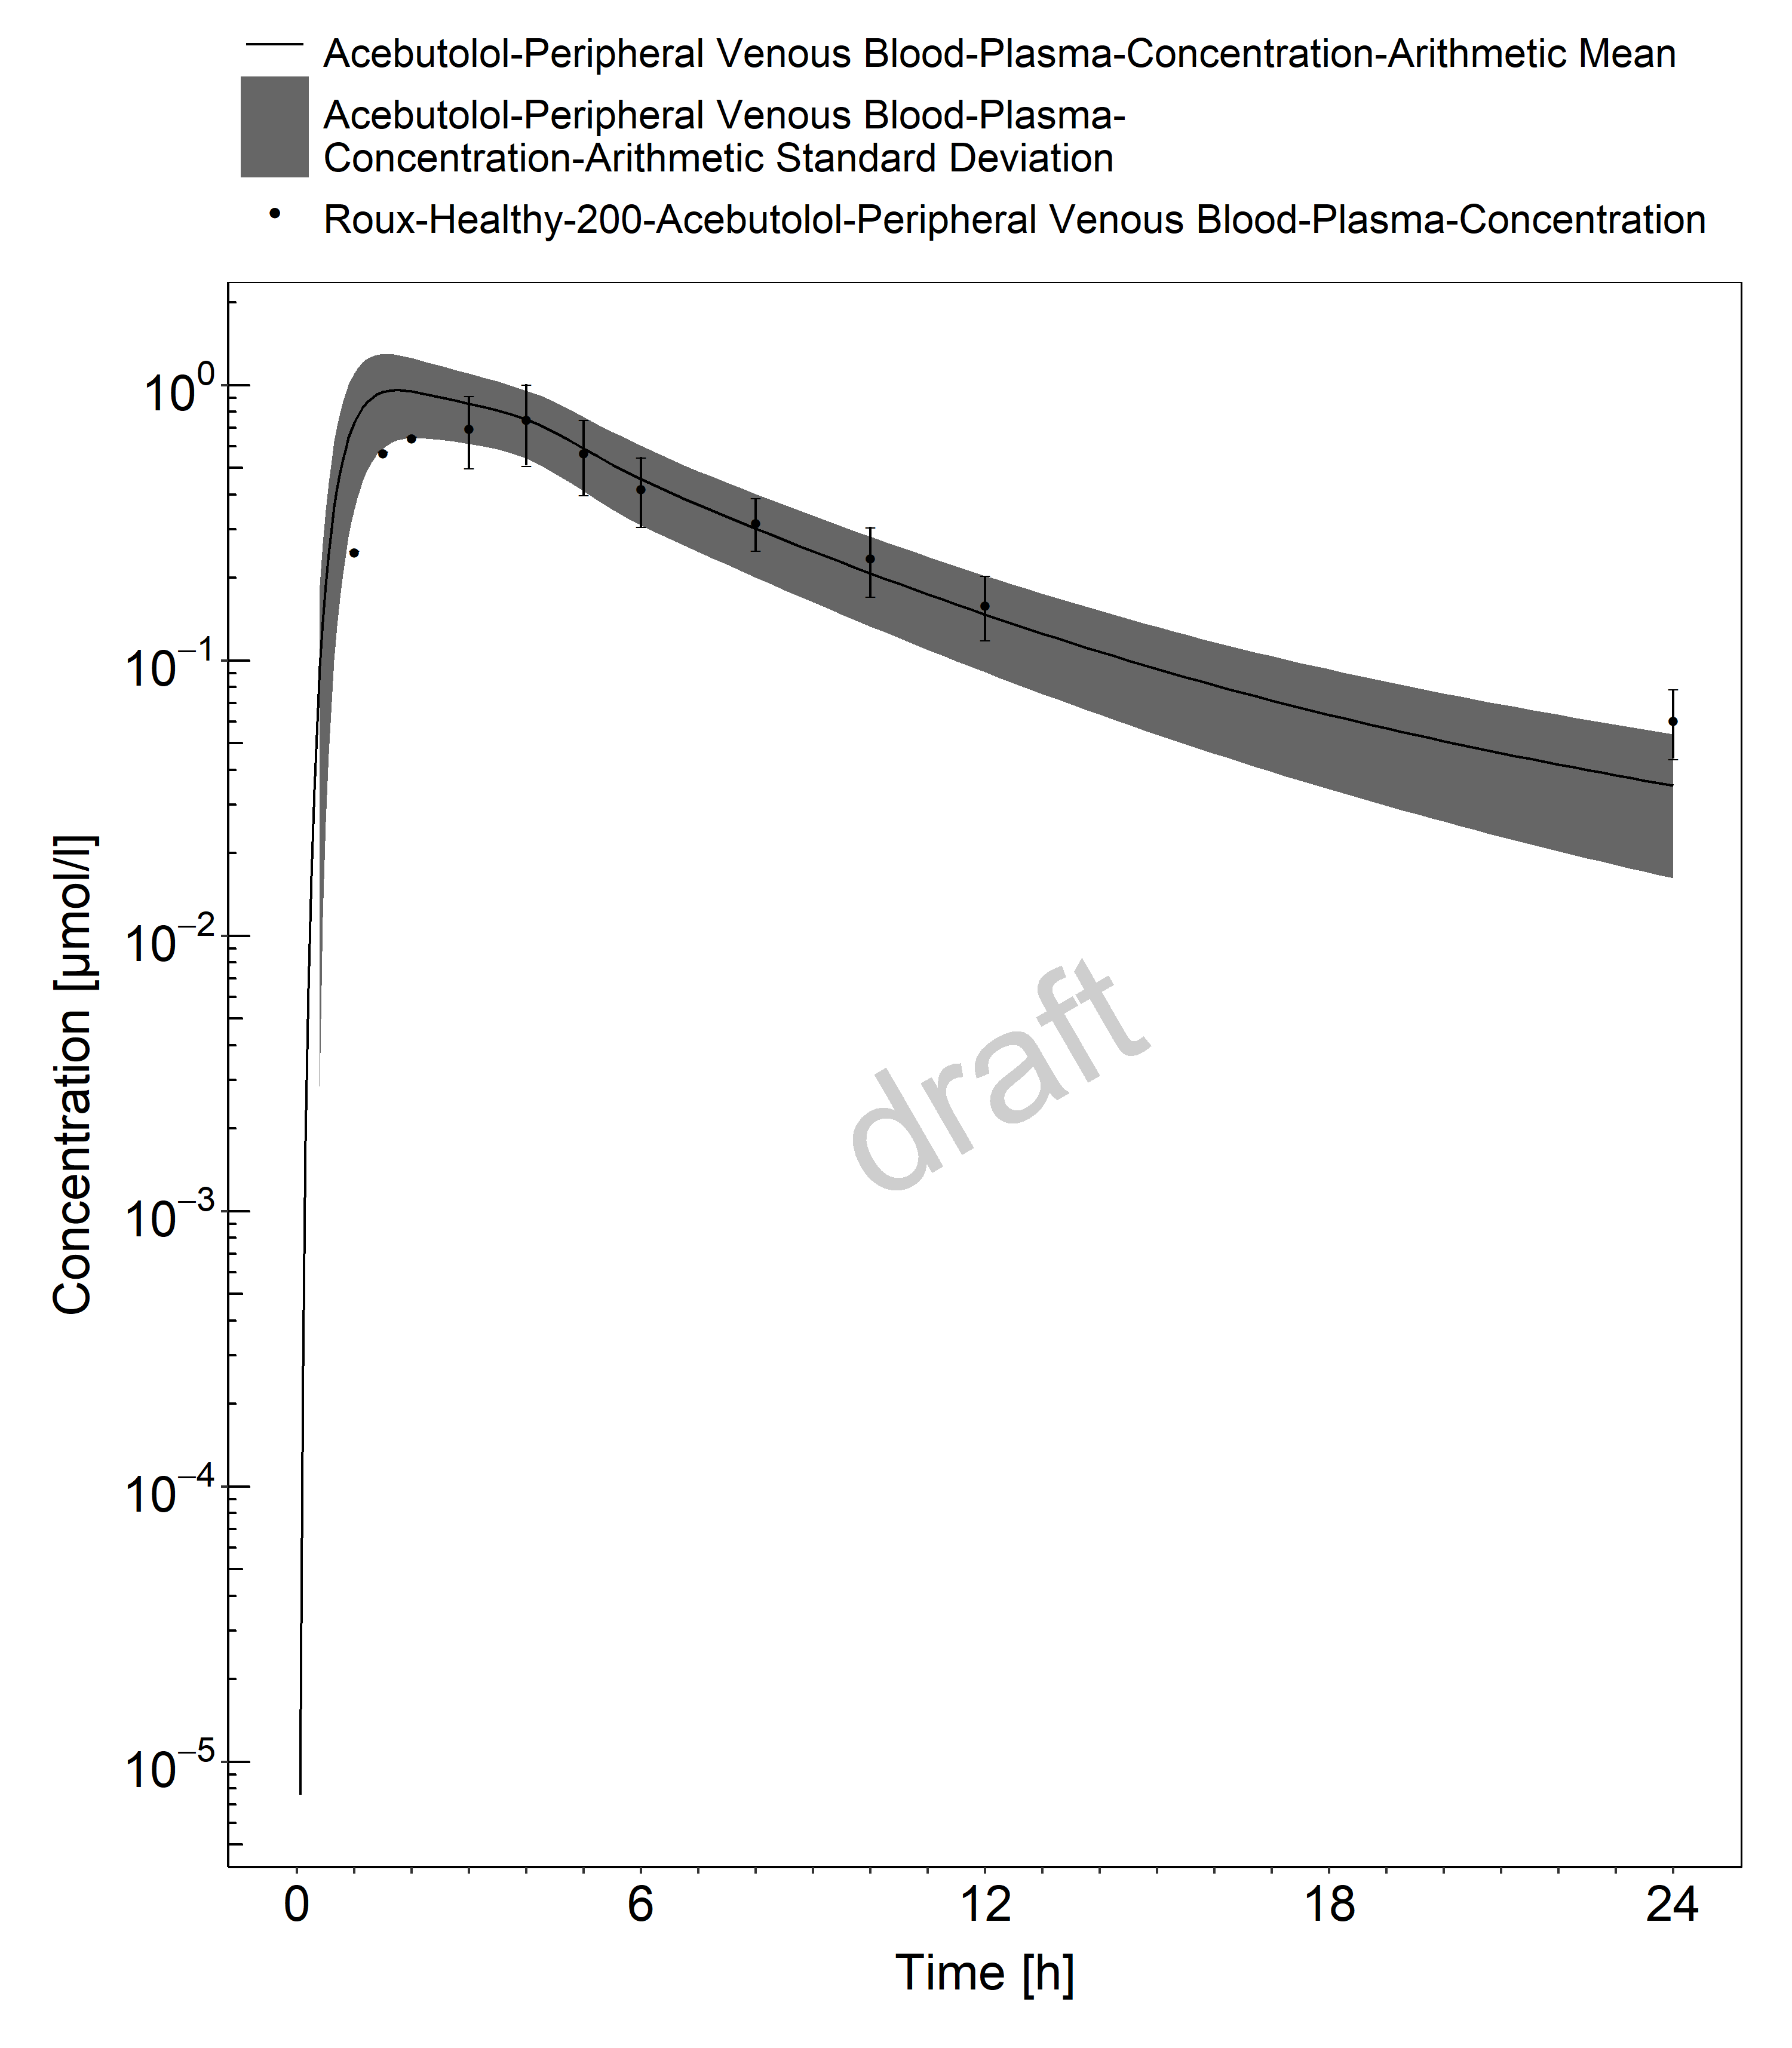 Acebutolol-Peripheral Venous Blood-Plasma-Concentration-Arithmetic Mean
Acebutolol-Peripheral Venous Blood-Plasma-
Concentration-Arithmetic Standard Deviation
Roux-Healthy-200-Acebutolol-Peripheral Venous Blood-Plasma-Concentration
Concentration [µmol/l]
10⁰
10⁻¹
10⁻²
10⁻³
10⁻⁴
10⁻⁵
draft
0 6 12 18 24
Time [h]